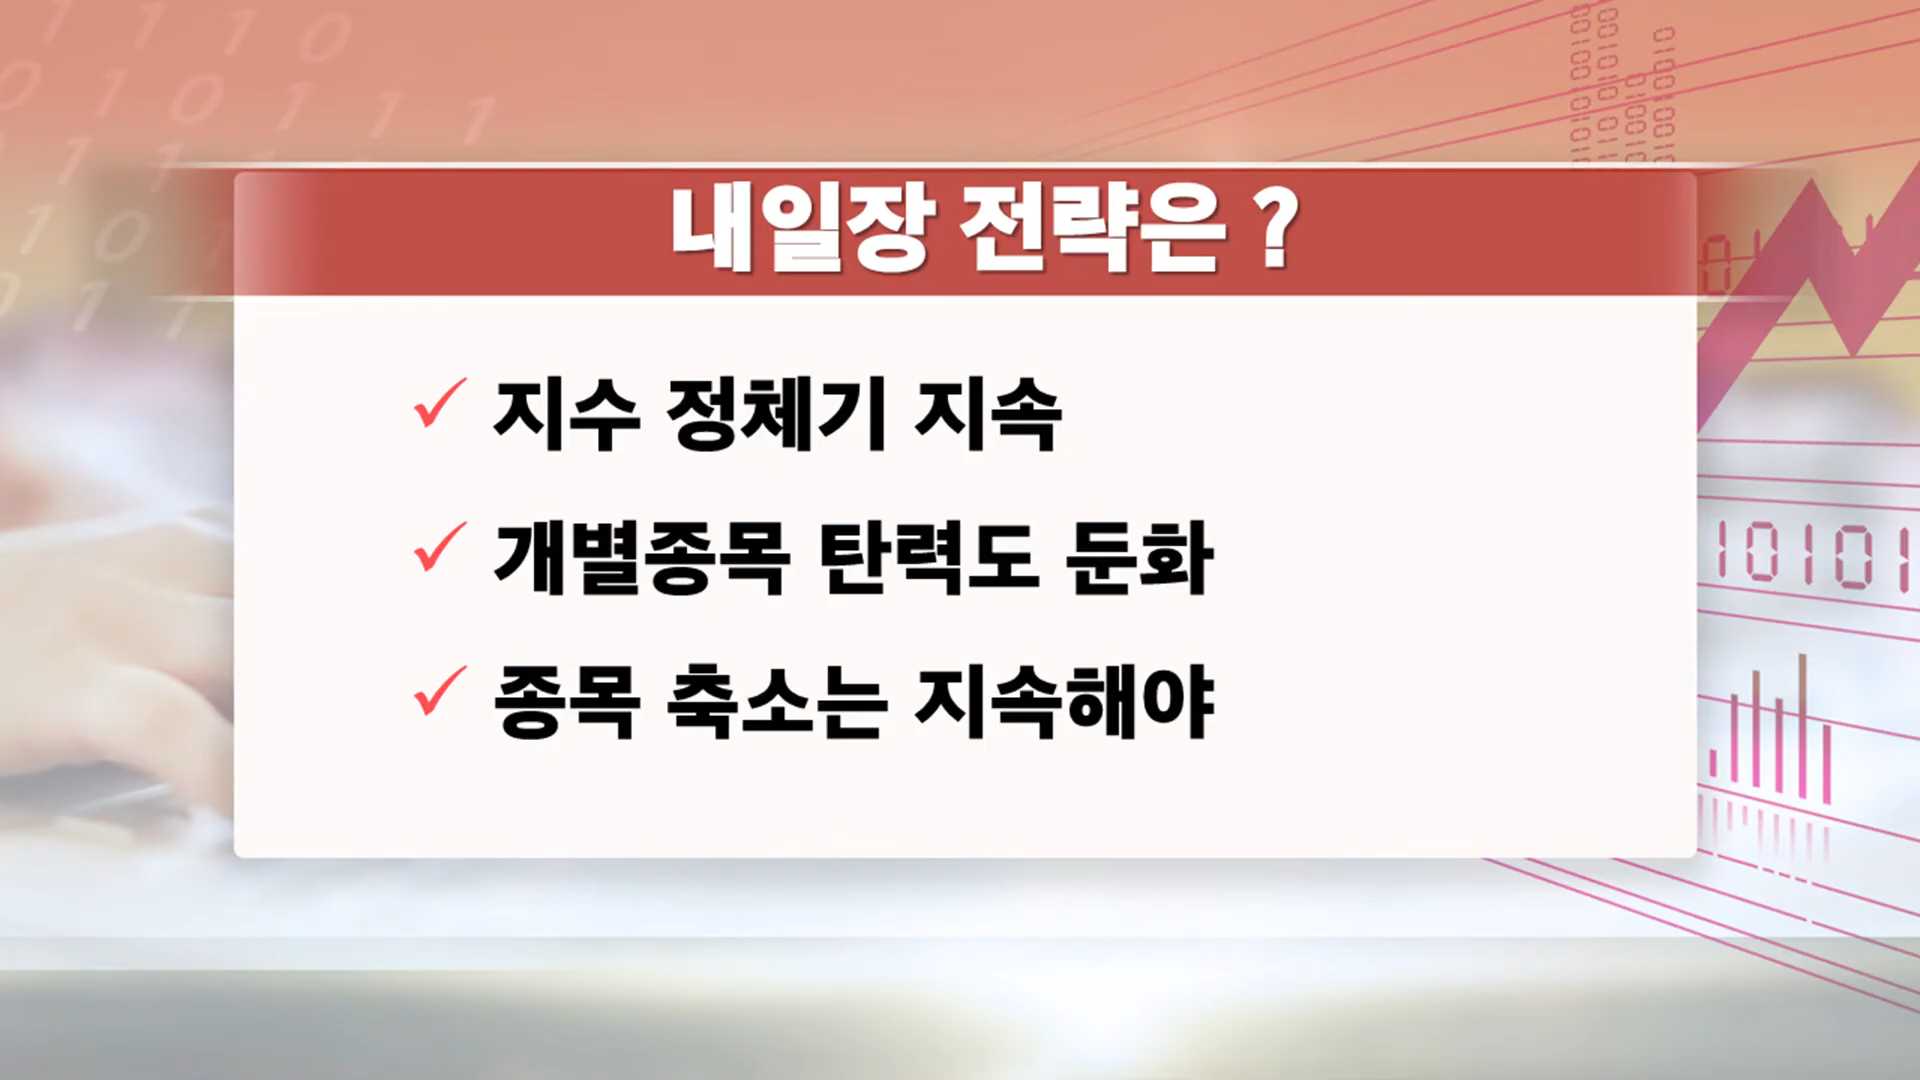 내일장 전략은 ?
지수 정체기 지속
개별종목 탄력도 둔화
종목 축소는 지속해야
10101